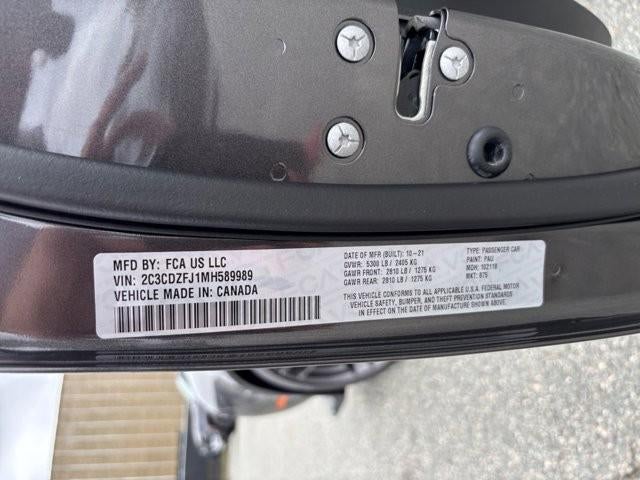 MFD BY: FCA US LLC
VIN: 2C3CDZFJ1MH589989
VEHICLE MADE IN: CANADA
DATE OF MFR (BUILT): 10-21
GVWR: 5300 LB / 2405 KG
GAWR FRONT: 2810 LB / 1275 KG
GAWR REAR: 2810 LB / 1275 KG
TYPE: PASSENGER CAR
PAINT: PAU
MDH: 102118
MKT: 875
THIS VEHICLE CONFORMS TO ALL APPLICABLE U.S.A. FEDERAL MOTOR
VEHICLE SAFETY, BUMPER, AND THEFT PREVENTION STANDARDS
IN EFFECT ON THE DATE OF MANUFACTURE SHOWN ABOVE.